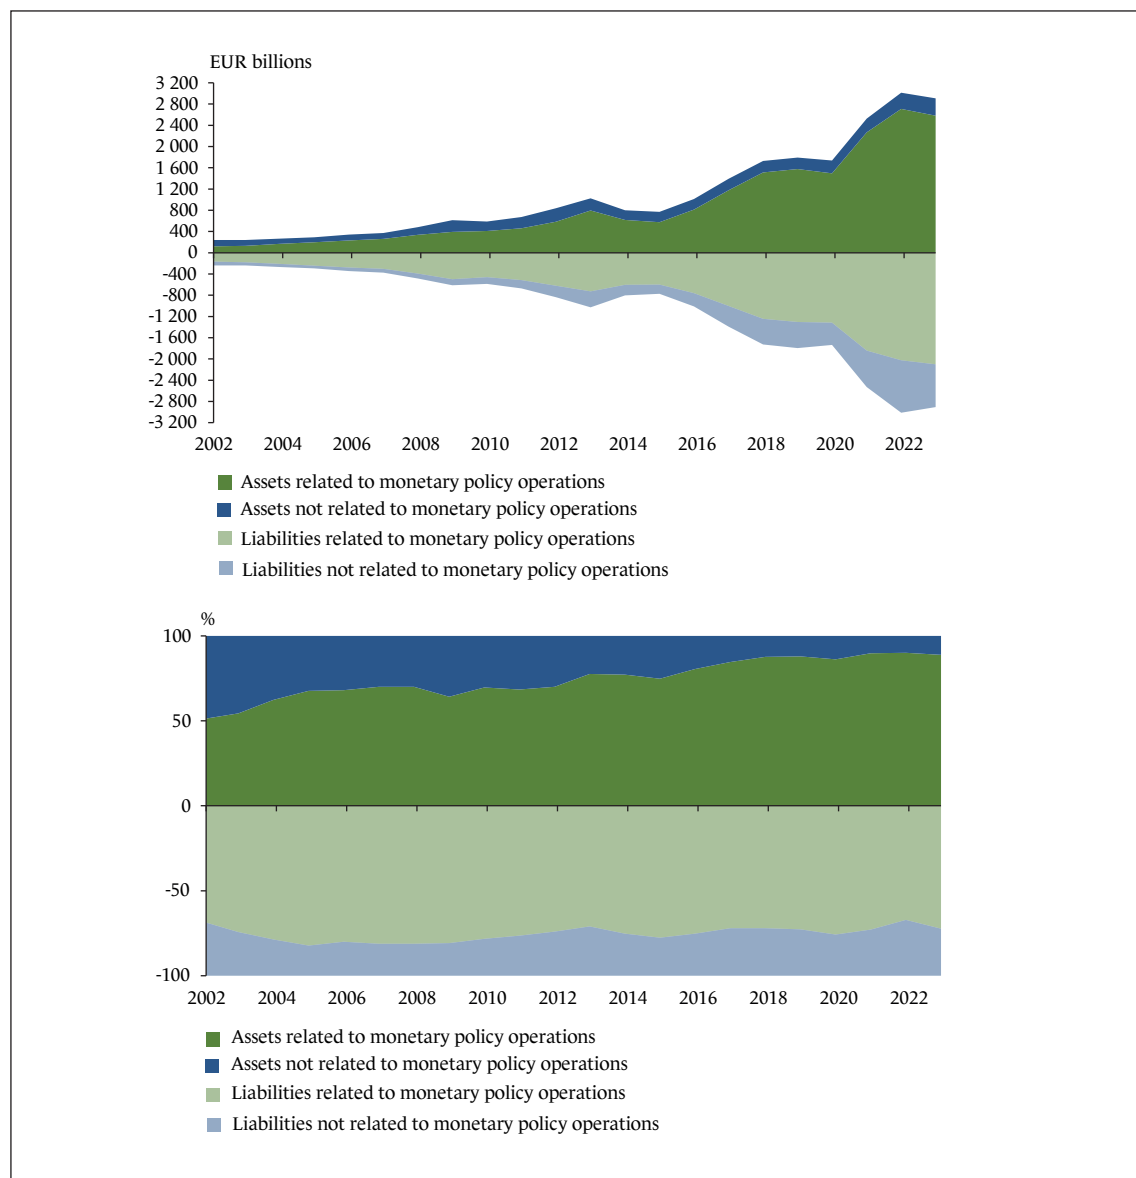 EUR billions
3 200
2 800
2 400
2 000
1 600
1 200
800
400
0
-400
-800
-1 200
-1 600
-2 000
-2 400
-2 800
-3 200
2002 2004 2006 2008 2010 2012 2014 2016 2018 2020 2022
Assets related to monetary policy operations
Assets not related to monetary policy operations
Liabilities related to monetary policy operations
Liabilities not related to monetary policy operations
%
100
50
0
-50
-100
2002 2004 2006 2008 2010 2012 2014 2016 2018 2020 2022
Assets related to monetary policy operations
Assets not related to monetary policy operations
Liabilities related to monetary policy operations
Liabilities not related to monetary policy operations